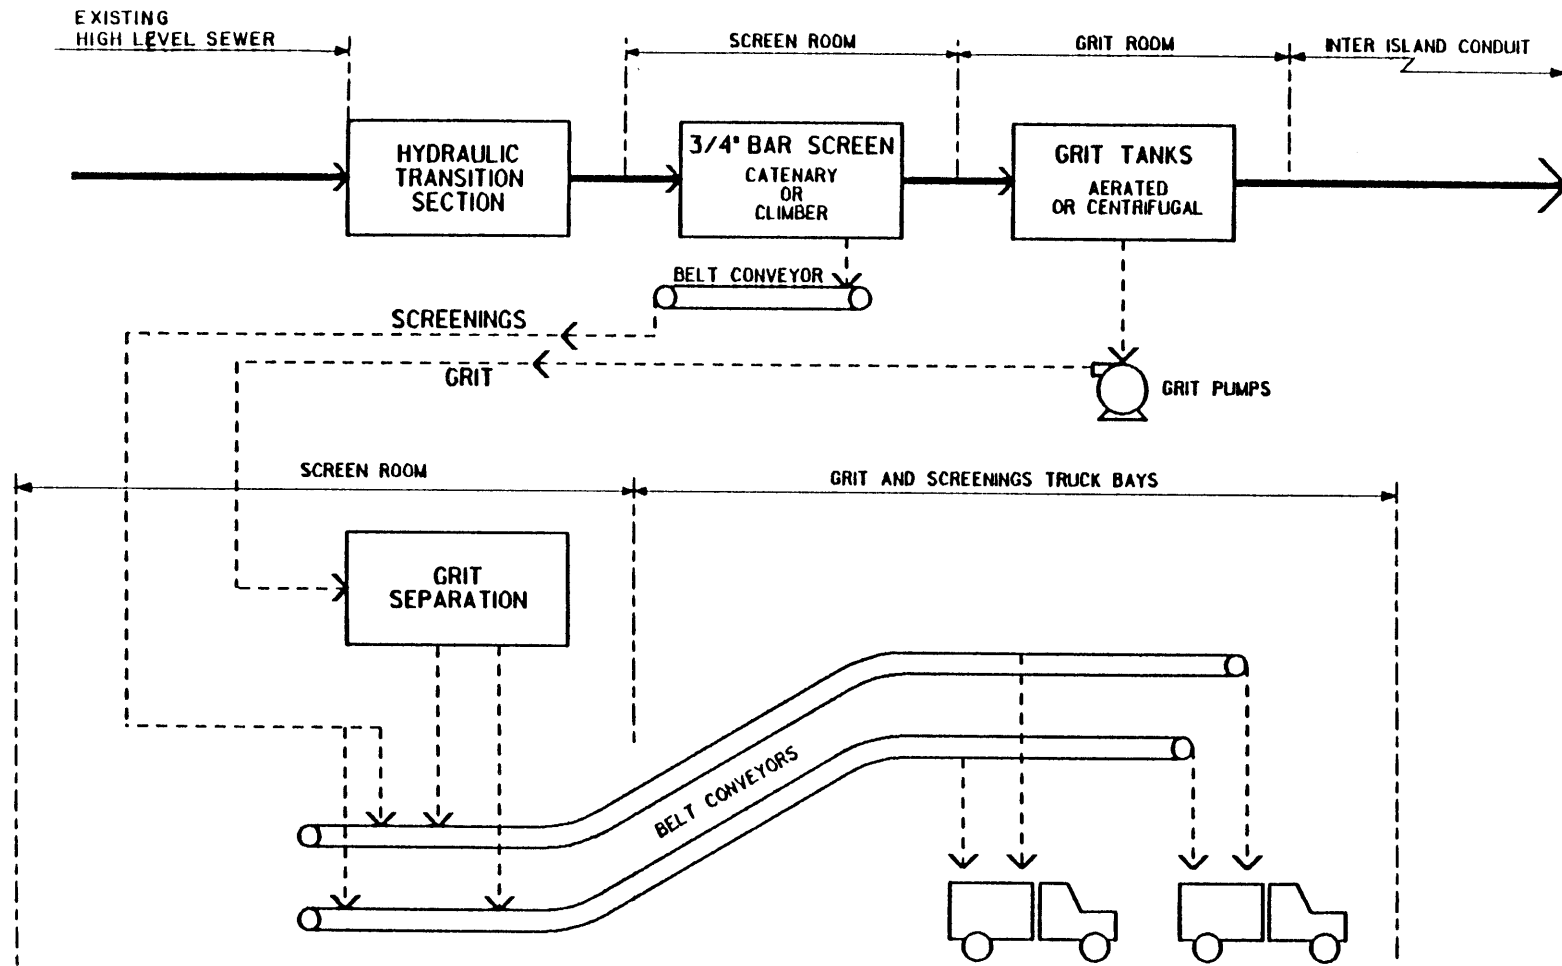 EXISTING
HIGH LEVEL SEWER
SCREEN ROOM
GRIT ROOM
INTER ISLAND CONDUIT
HYDRAULIC
TRANSITION
SECTION
3/4" BAR SCREEN
CATENARY
OR
CLIMBER
GRIT TANKS
AERATED
OR CENTRIFUGAL
BELT CONVEYOR
SCREENINGS
GRIT
GRIT PUMPS
SCREEN ROOM
GRIT AND SCREENINGS TRUCK BAYS
GRIT
SEPARATION
BELT CONVEYORS